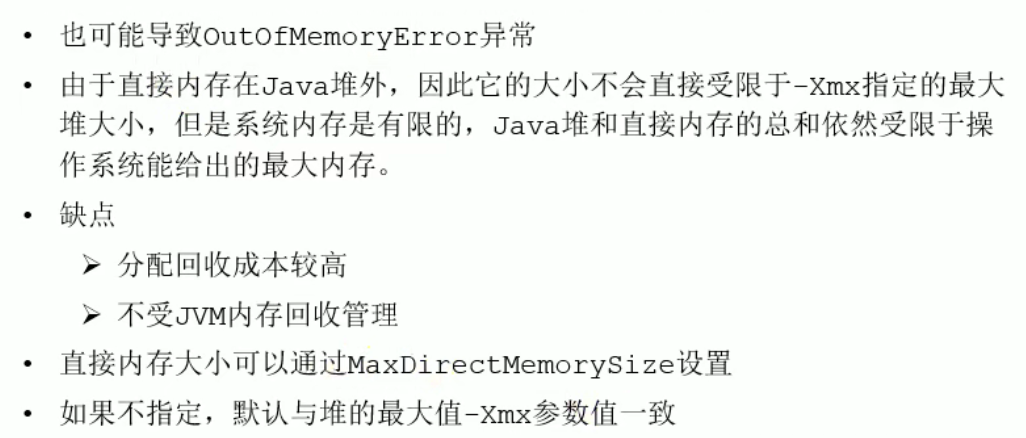 • 也可能导致OutOfMemoryError异常
• 由于直接内存在Java堆外，因此它的大小不会直接受限于-Xmx指定的最大
堆大小，但是系统内存是有限的，Java堆和直接内存的总和依然受限于操
作系统能给出的最大内存。
• 缺点
➢ 分配回收成本较高
➢ 不受JVM内存回收管理
• 直接内存大小可以通过MaxDirectMemorySize设置
• 如果不指定，默认与堆的最大值-Xmx参数值一致